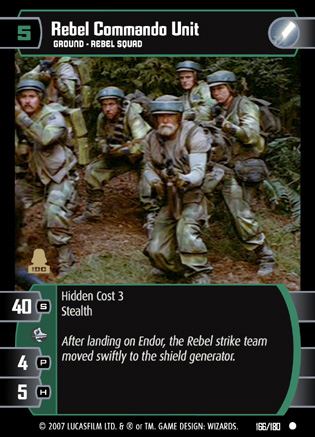 5 Rebel Commando Unit
GROUND - REBEL SQUAD
IDC
40 S
Hidden Cost 3
Stealth
4 P
5 H
After landing on Endor, the Rebel strike team
moved swiftly to the shield generator.
© 2007 LUCASFILM LTD. & ® or TM. GAME DESIGN: WIZARDS. 166/180